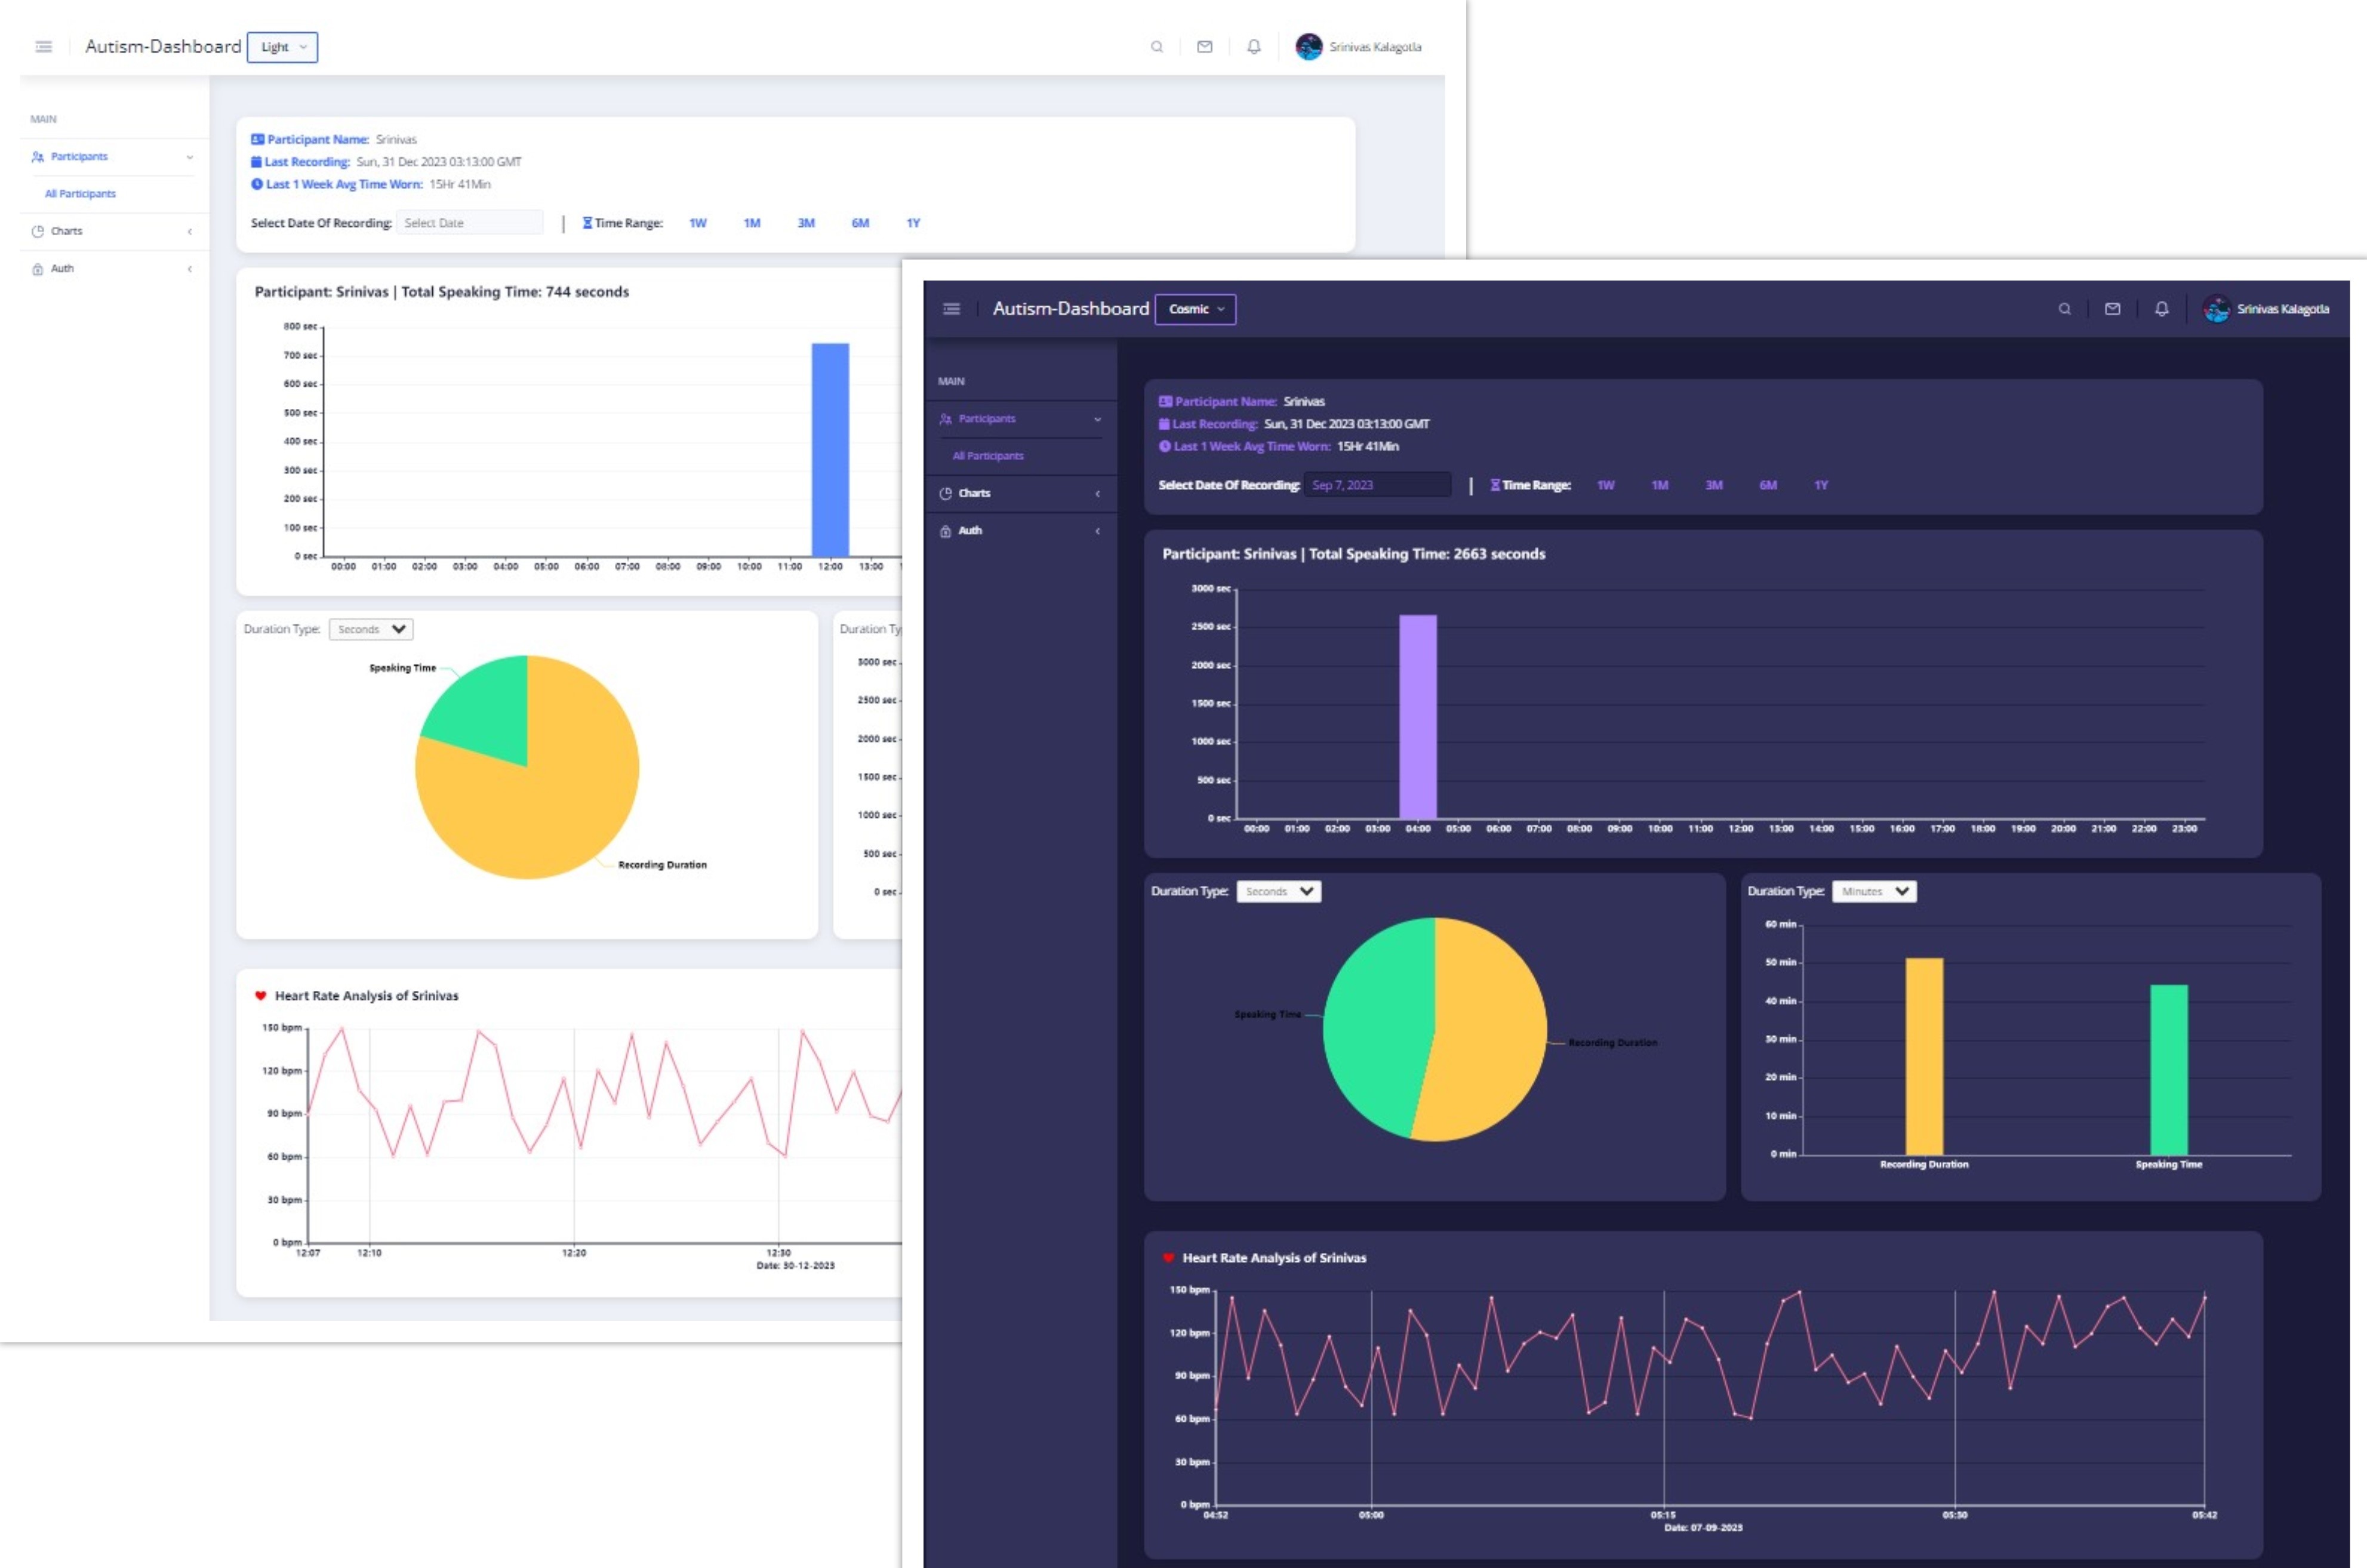 Autism-Dashboard Light
Srinivas Kalagotla
MAIN
Participants
All Participants
Charts
Auth
Participant Name: Srinivas
Last Recording: Sun, 31 Dec 2023 03:13:00 GMT
Last 1 Week Avg Time Worn: 15Hr 41Min
Select Date Of Recording: Select Date | Time Range: 1W 1M 3M 6M 1Y
Participant: Srinivas | Total Speaking Time: 744 seconds
800 sec
700 sec
600 sec
500 sec
400 sec
300 sec
200 sec
100 sec
0 sec
00:00 01:00 02:00 03:00 04:00 05:00 06:00 07:00 08:00 09:00 10:00 11:00 12:00 13:00
Duration Type: Seconds
Speaking Time
Recording Duration
Duration Ty
3000 sec
2500 sec
2000 sec
1500 sec
1000 sec
500 sec
0 sec
Heart Rate Analysis of Srinivas
150 bpm
120 bpm
90 bpm
60 bpm
30 bpm
0 bpm
12:07 12:10 12:20 12:30
Date: 30-12-2023
Autism-Dashboard Cosmic
Srinivas Kalagotla
MAIN
Participants
All Participants
Charts
Auth
Participant Name: Srinivas
Last Recording: Sun, 31 Dec 2023 03:13:00 GMT
Last 1 Week Avg Time Worn: 15Hr 41Min
Select Date Of Recording: Sep 7, 2023 | Time Range: 1W 1M 3M 6M 1Y
Participant: Srinivas | Total Speaking Time: 2663 seconds
3000 sec
2500 sec
2000 sec
1500 sec
1000 sec
500 sec
0 sec
00:00 01:00 02:00 03:00 04:00 05:00 06:00 07:00 08:00 09:00 10:00 11:00 12:00 13:00 14:00 15:00 16:00 17:00 18:00 19:00 20:00 21:00 22:00 23:00
Duration Type: Seconds
Speaking Time
Recording Duration
Duration Type: Minutes
60 min
50 min
40 min
30 min
20 min
10 min
0 min
Recording Duration Speaking Time
Heart Rate Analysis of Srinivas
150 bpm
120 bpm
90 bpm
60 bpm
30 bpm
0 bpm
04:52 05:00 05:15 05:30 05:42
Date: 07-09-2023